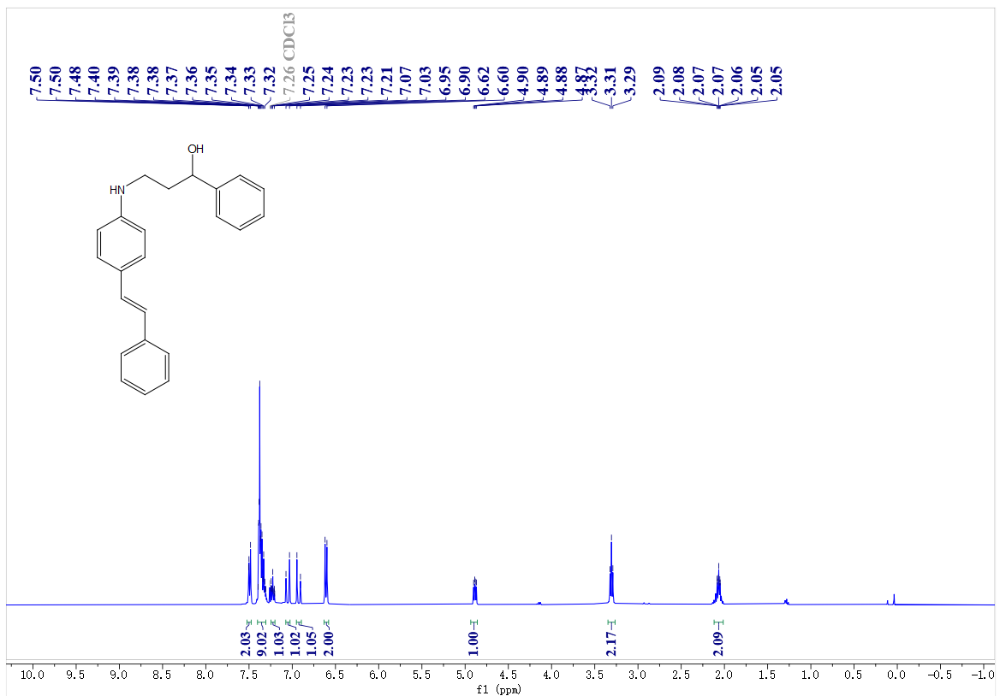 7.50 7.50 7.48 7.40 7.39 7.38 7.38 7.37 7.36 7.35 7.34 7.33 7.32 7.26 CDCl3 7.25 7.24 7.23 7.23 7.21 7.07 7.03 6.95 6.90 6.62 6.60 4.90 4.89 4.88 4.87 3.32 3.31 3.29 2.09 2.08 2.07 2.07 2.06 2.05 2.05
OH
HN
2.03 9.02 1.03 1.02 1.05 2.00 1.00 2.17 2.09
10.0 9.5 9.0 8.5 8.0 7.5 7.0 6.5 6.0 5.5 5.0 4.5 4.0 3.5 3.0 2.5 2.0 1.5 1.0 0.5 0.0 -0.5 -1.0
f1 (ppm)